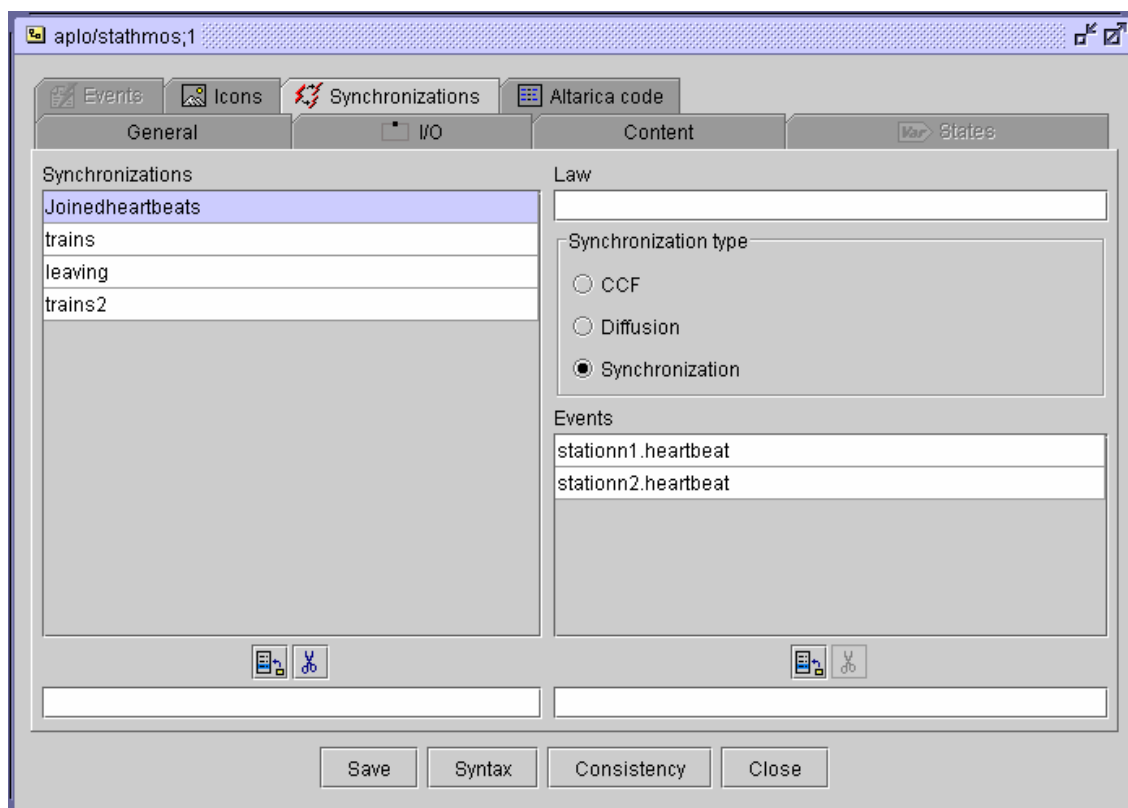 aplo/stathmos;1
Events Icons Synchronizations Altarica code
General I/O Content Var States
Synchronizations
Joinedheartbeats
trains
leaving
trains2
Law
Synchronization type
CCF
Diffusion
Synchronization
Events
stationn1.heartbeat
stationn2.heartbeat
Save Syntax Consistency Close